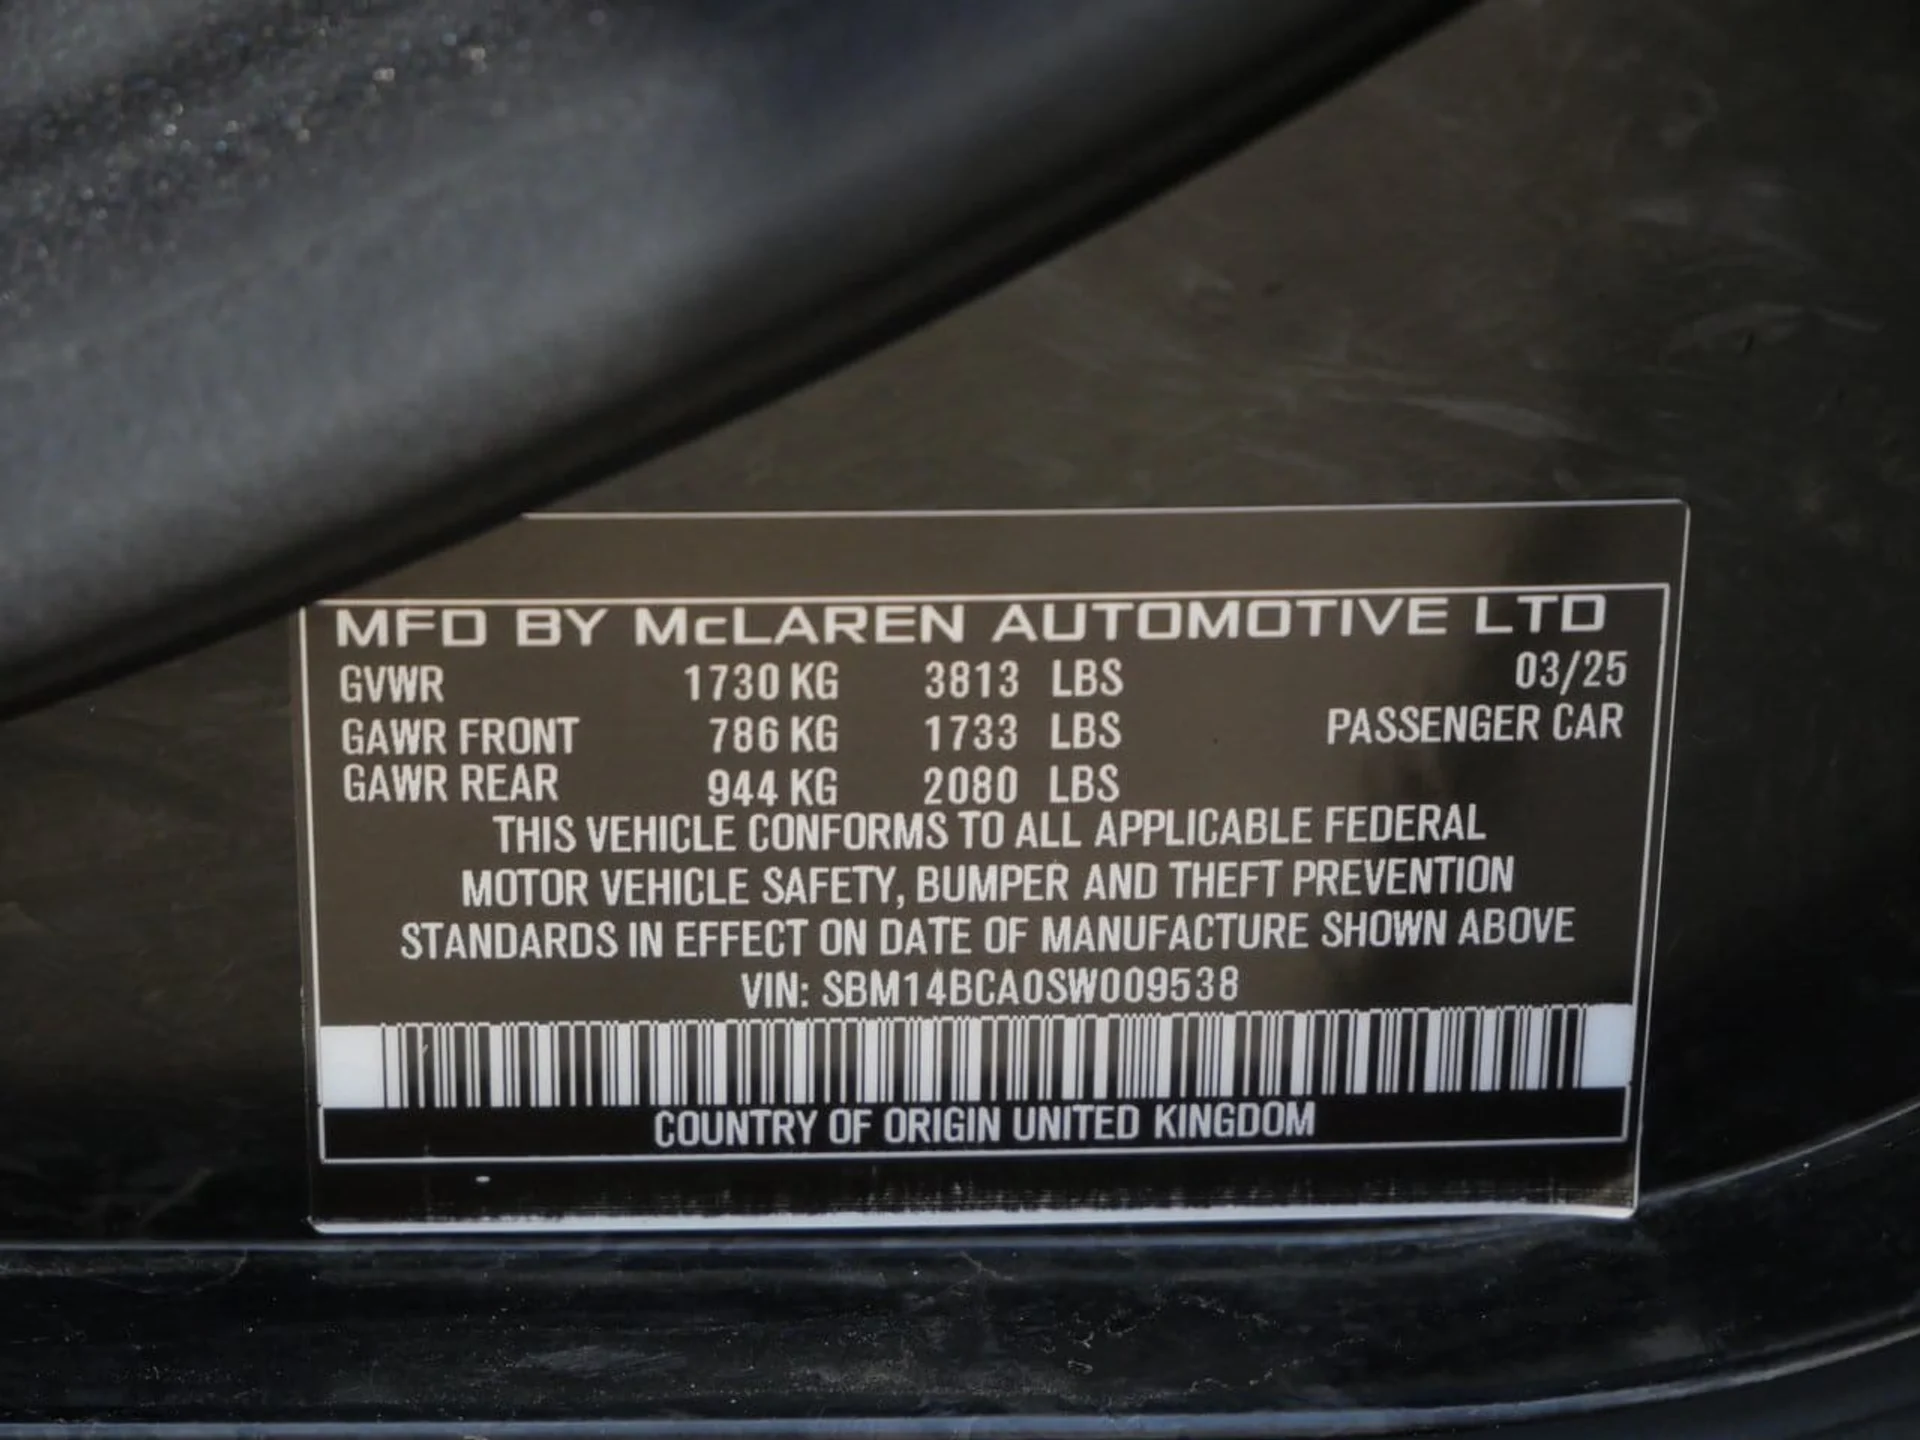 MFD BY McLAREN AUTOMOTIVE LTD
GVWR 1730 KG 3813 LBS 03/25
GAWR FRONT 786 KG 1733 LBS PASSENGER CAR
GAWR REAR 944 KG 2080 LBS
THIS VEHICLE CONFORMS TO ALL APPLICABLE FEDERAL
MOTOR VEHICLE SAFETY, BUMPER AND THEFT PREVENTION
STANDARDS IN EFFECT ON DATE OF MANUFACTURE SHOWN ABOVE
VIN: SBM14BCA0SW009538
COUNTRY OF ORIGIN UNITED KINGDOM